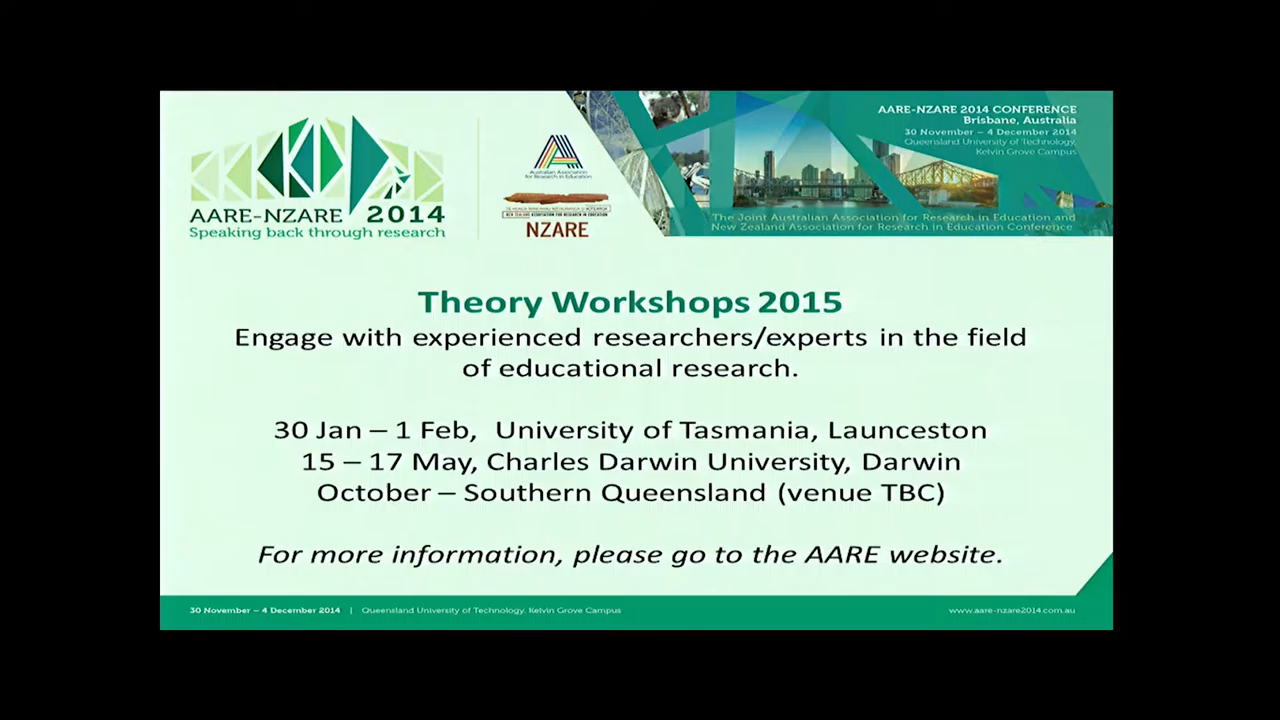 AARE-NZARE 2014
Speaking back through research
Australian Association
for Research in Education
NEW ZEALAND ASSOCIATION FOR RESEARCH IN EDUCATION
NZARE
AARE-NZARE 2014 CONFERENCE
Brisbane, Australia
30 November – 4 December 2014
Queensland University of Technology,
Kelvin Grove Campus
The Joint Australian Association for Research in Education and
New Zealand Association for Research in Education Conference
Theory Workshops 2015
Engage with experienced researchers/experts in the field
of educational research.
30 Jan – 1 Feb, University of Tasmania, Launceston
15 – 17 May, Charles Darwin University, Darwin
October – Southern Queensland (venue TBC)
For more information, please go to the AARE website.
30 November – 4 December 2014 | Queensland University of Technology, Kelvin Grove Campus
www.aare-nzare2014.com.au